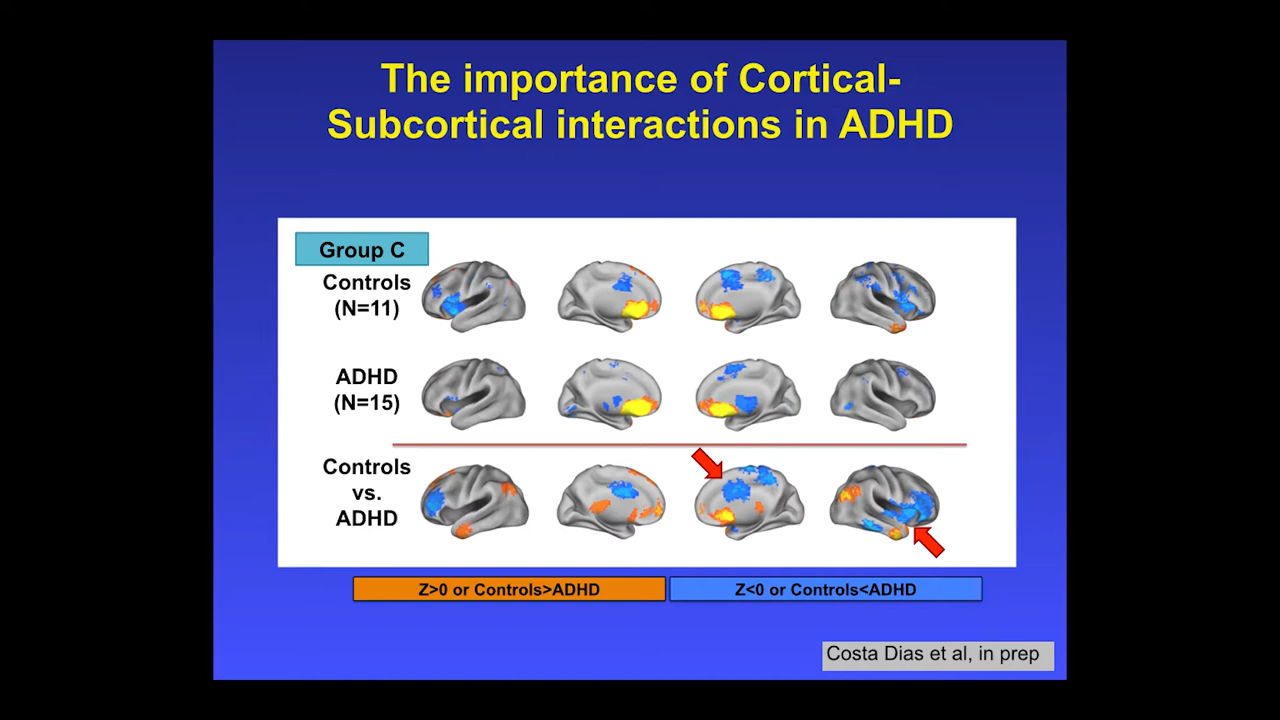 The importance of Cortical-
Subcortical interactions in ADHD
Group C
Controls
(N=11)
ADHD
(N=15)
Controls
vs.
ADHD
Z>0 or Controls>ADHD
Z<0 or Controls<ADHD
Costa Dias et al, in prep